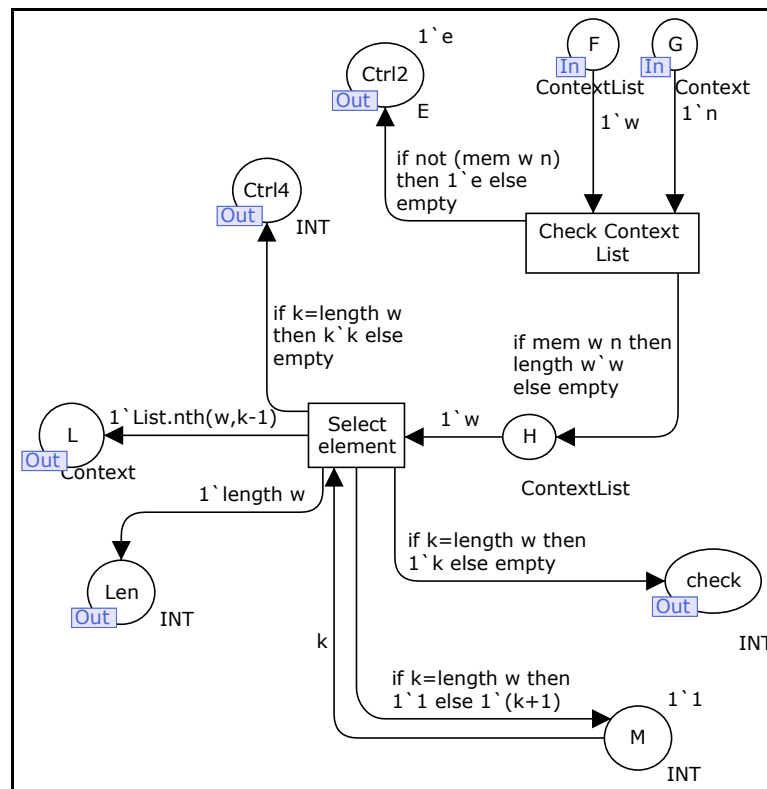 1`e
F
G
Ctrl2
In
In
Out
ContextList
Context
E
1`w
1`n
if not (mem w n)
then 1`e else
empty
Ctrl4
Out
INT
Check Context
List
if k=length w
then k`k else
empty
if mem w n then
length w`w
else empty
1`List.nth(w,k-1)
Select
element
1`w
H
L
Out
Context
ContextList
1`length w
if k=length w then
1`k else empty
check
Out
INT
Len
Out
INT
k
if k=length w then
1`1 else 1`(k+1)
1`1
M
INT